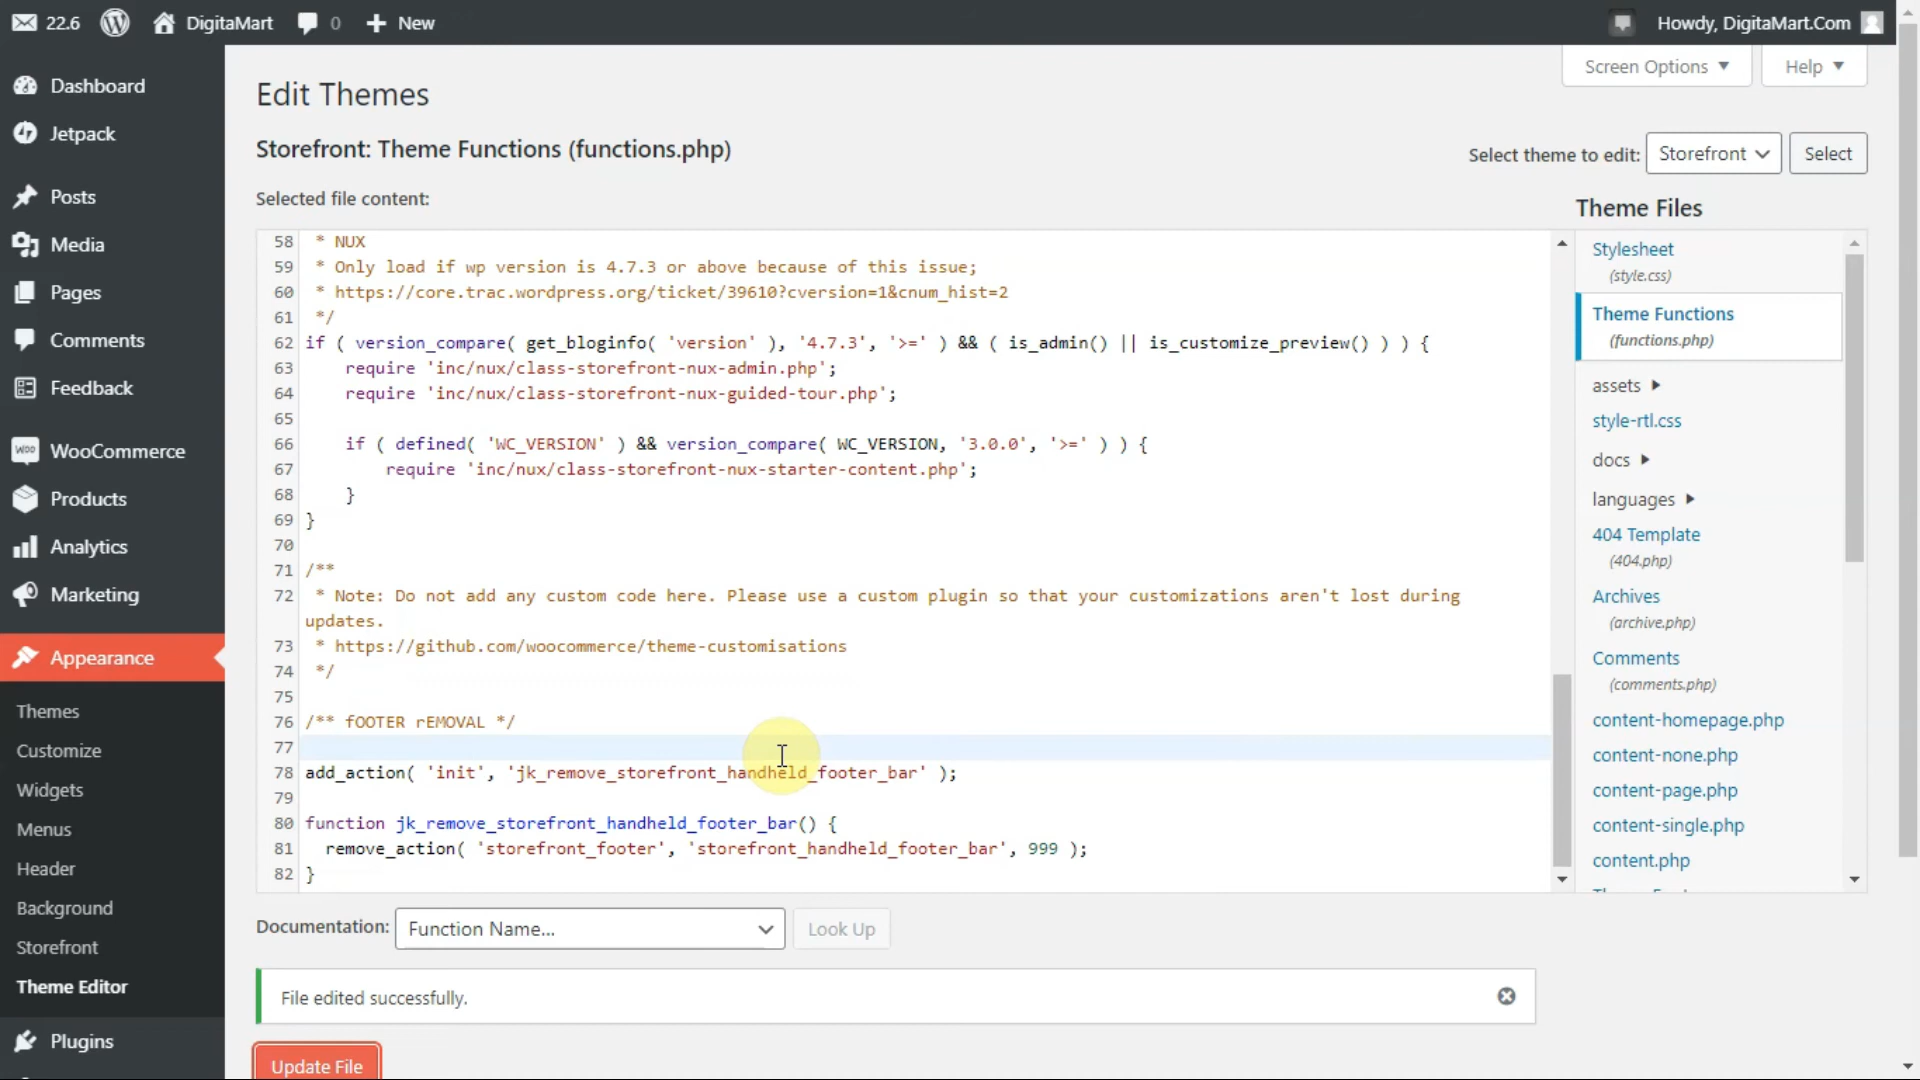 22.6 DigitaMart 0 + New Howdy, DigitaMart.Com
Screen Options ▼ Help ▼
Dashboard
Jetpack
Posts
Media
Pages
Comments
Feedback
WooCommerce
Products
Analytics
Marketing
Appearance
Themes
Customize
Widgets
Menus
Header
Background
Storefront
Theme Editor
Plugins
Edit Themes
Storefront: Theme Functions (functions.php)
Select theme to edit: Storefront Select
Selected file content:
58 * NUX
59 * Only load if wp version is 4.7.3 or above because of this issue;
60 * https://core.trac.wordpress.org/ticket/39610?cversion=1&cnum_hist=2
61 */
62 if ( version_compare( get_bloginfo( 'version' ), '4.7.3', '>=' ) && ( is_admin() || is_customize_preview() ) ) {
63 require 'inc/nux/class-storefront-nux-admin.php';
64 require 'inc/nux/class-storefront-nux-guided-tour.php';
65
66 if ( defined( 'WC_VERSION' ) && version_compare( WC_VERSION, '3.0.0', '>=' ) ) {
67 require 'inc/nux/class-storefront-nux-starter-content.php';
68 }
69 }
70
71 /**
72 * Note: Do not add any custom code here. Please use a custom plugin so that your customizations aren't lost during
updates.
73 * https://github.com/woocommerce/theme-customisations
74 */
75
76 /** fOOTER rEMOVAL */
77
78 add_action( 'init', 'jk_remove_storefront_handheld_footer_bar' );
79
80 function jk_remove_storefront_handheld_footer_bar() {
81 remove_action( 'storefront_footer', 'storefront_handheld_footer_bar', 999 );
82 }
Theme Files
Stylesheet
(style.css)
Theme Functions
(functions.php)
assets ▶
style-rtl.css
docs ▶
languages ▶
404 Template
(404.php)
Archives
(archive.php)
Comments
(comments.php)
content-homepage.php
content-none.php
content-page.php
content-single.php
content.php
Documentation: Function Name... Look Up
File edited successfully.
Update File